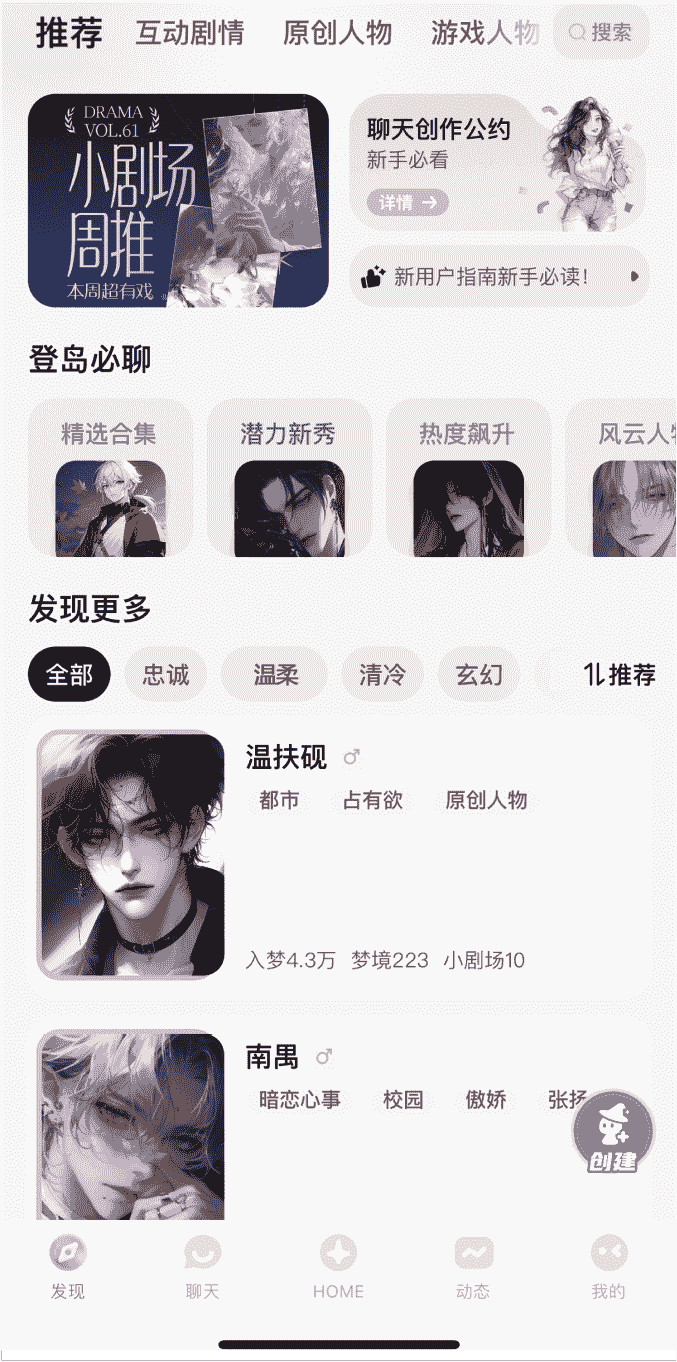 推荐 互动剧情 原创人物 游戏人物 搜索
DRAMA
VOL.61
小剧场
周推
本周超有戏
聊天创作公约
新手必看
详情
新用户指南新手必读!
登岛必聊
精选合集 潜力新秀 热度飙升 风云人物
发现更多
全部 忠诚 温柔 清冷 玄幻 推荐
温扶砚
都市 占有欲 原创人物
入梦4.3万 梦境223 小剧场10
南禺
暗恋心事 校园 傲娇 张扬
创建
发现 聊天 HOME 动态 我的